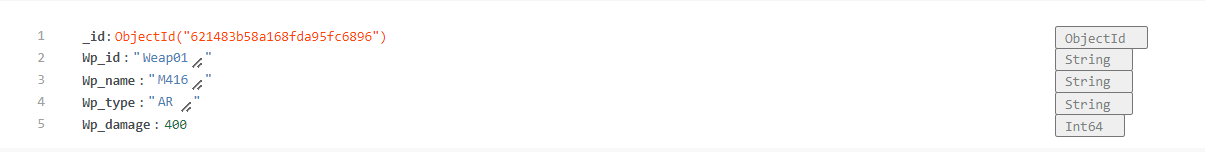 1 _id: ObjectId("621483b58a168fda95fc6896") ObjectId
2 Wp_id : "Weap01 " String
3 Wp_name : "M416 " String
4 Wp_type : "AR " String
5 Wp_damage : 400 Int64